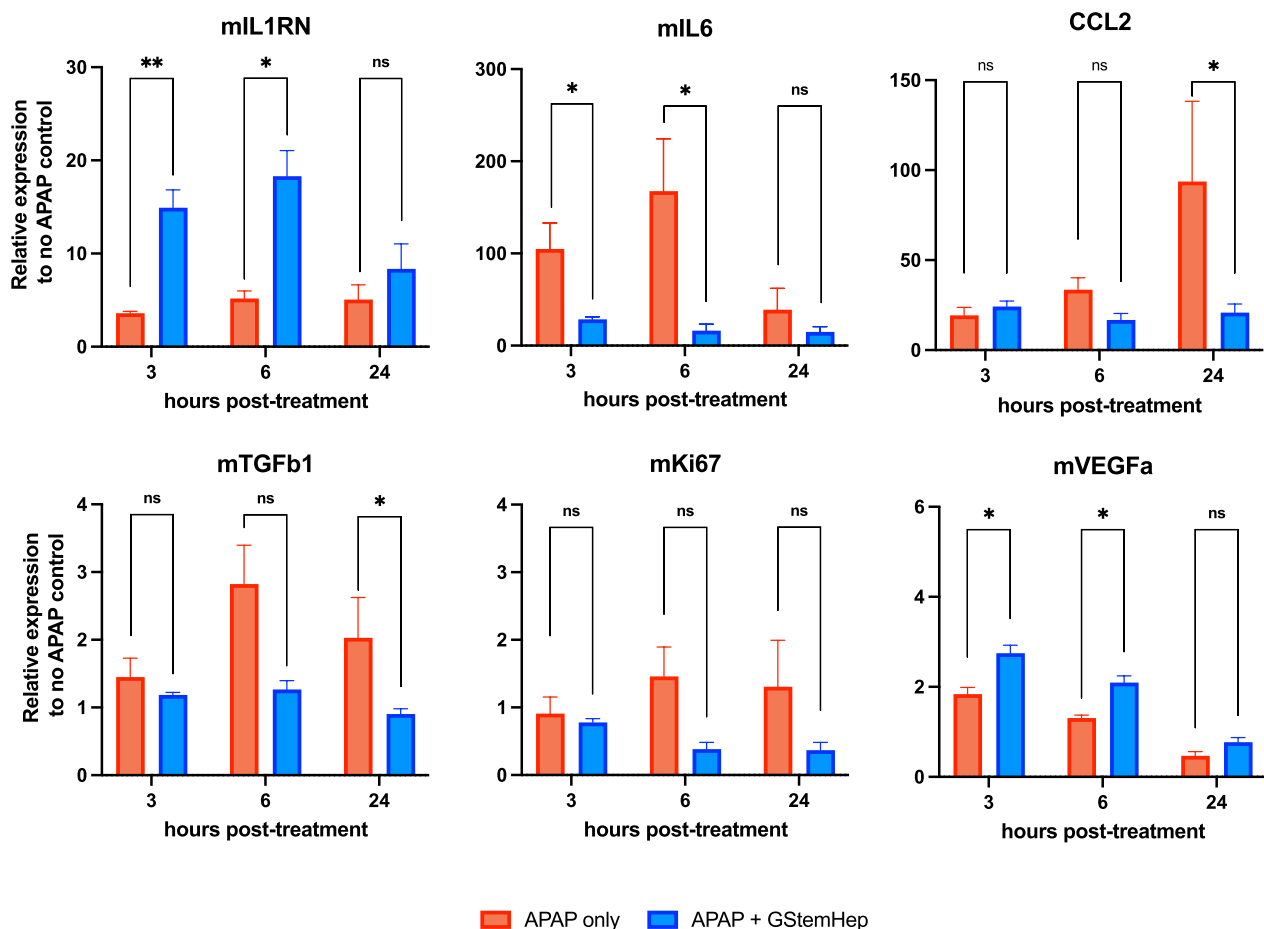 mIL1RN
mIL6
CCL2
Relative expression
to no APAP control
30
20
10
0
** * ns
3 6 24
hours post-treatment
300
200
100
0
* * ns
3 6 24
hours post-treatment
150
100
50
0
ns ns *
3 6 24
hours post-treatment
mTGFb1
mKi67
mVEGFa
Relative expression
to no APAP control
4
3
2
1
0
ns ns *
3 6 24
hours post-treatment
4
3
2
1
0
ns ns ns
3 6 24
hours post-treatment
6
4
2
0
* * ns
3 6 24
hours post-treatment
APAP only APAP + GStemHep